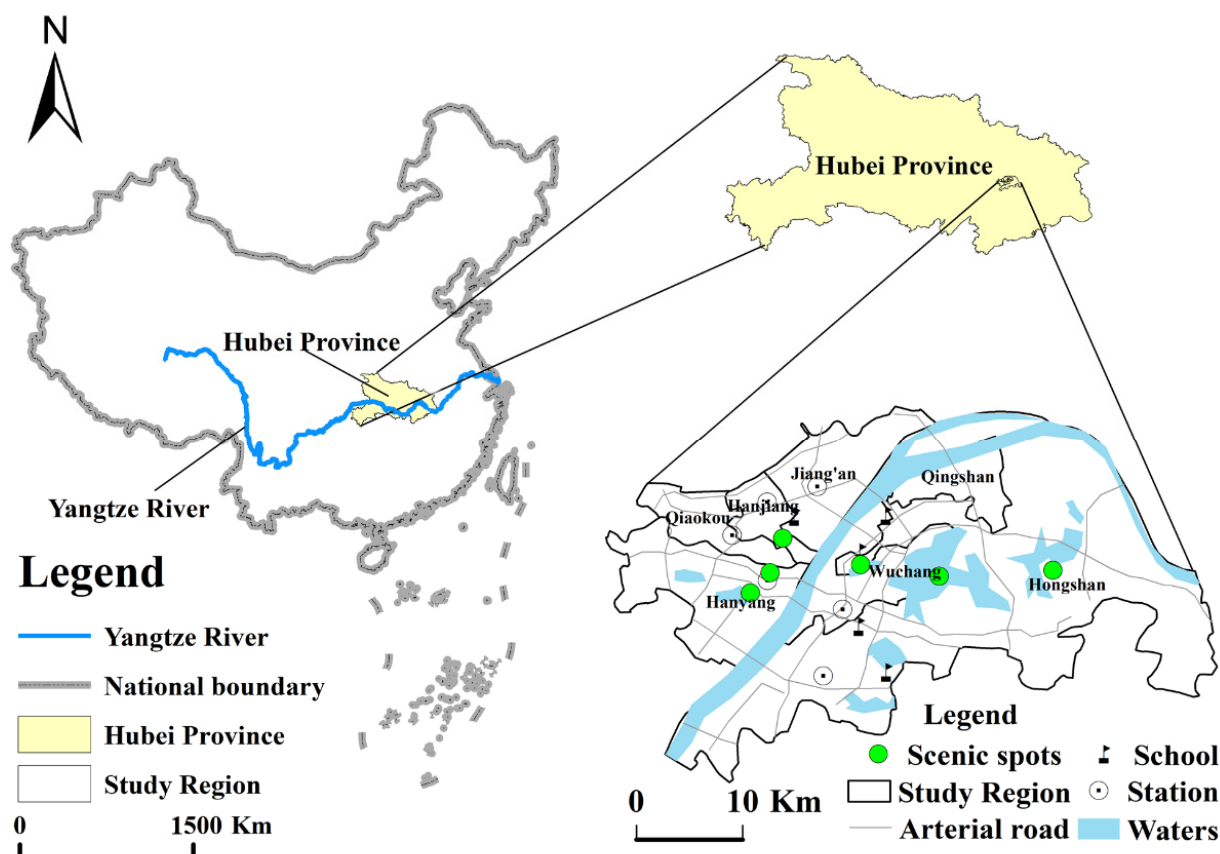 N
Hubei Province
Hubei Province
Yangtze River
Jiang'an
Qingshan
Hanjiang
Qiaokou
Wuchang
Hongshan
Hanyang
Legend
Yangtze River
National boundary
Hubei Province
Study Region
0 1500 Km
Legend
Scenic spots School
Study Region Station
Arterial road Waters
0 10 Km